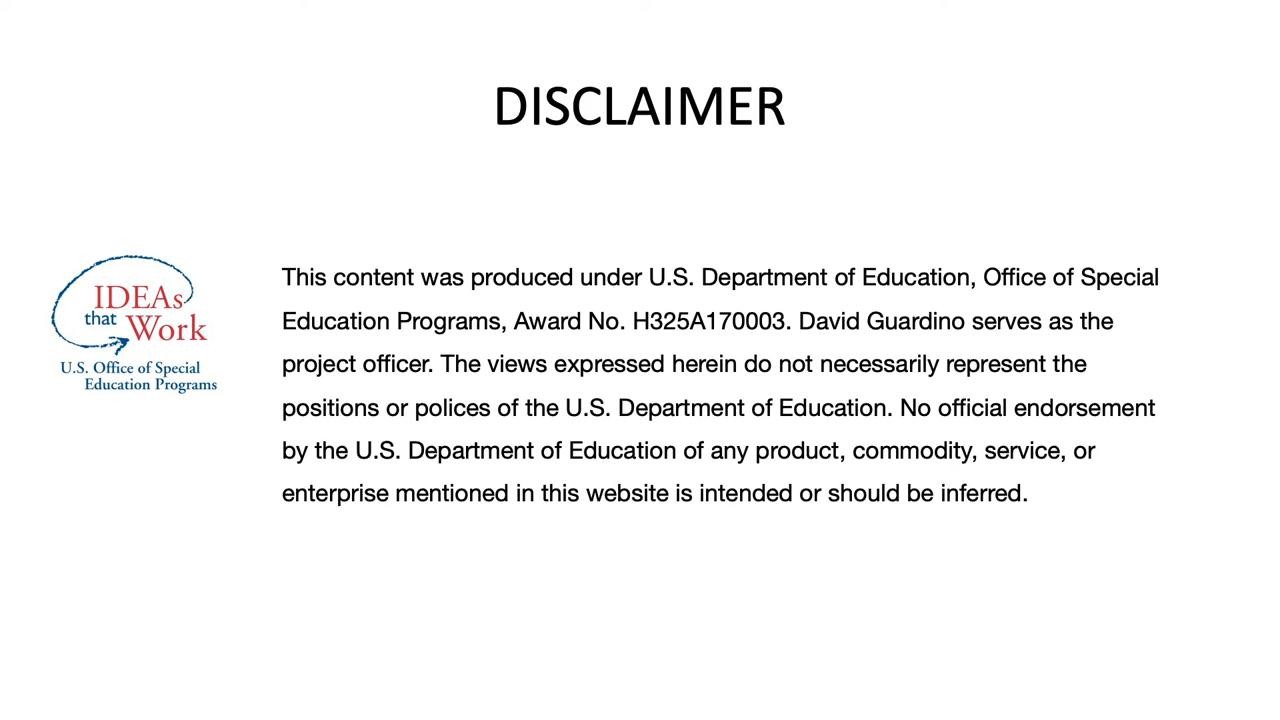 DISCLAIMER
IDEAs
that Work
U.S. Office of Special
Education Programs
This content was produced under U.S. Department of Education, Office of Special
Education Programs, Award No. H325A170003. David Guardino serves as the
project officer. The views expressed herein do not necessarily represent the
positions or polices of the U.S. Department of Education. No official endorsement
by the U.S. Department of Education of any product, commodity, service, or
enterprise mentioned in this website is intended or should be inferred.